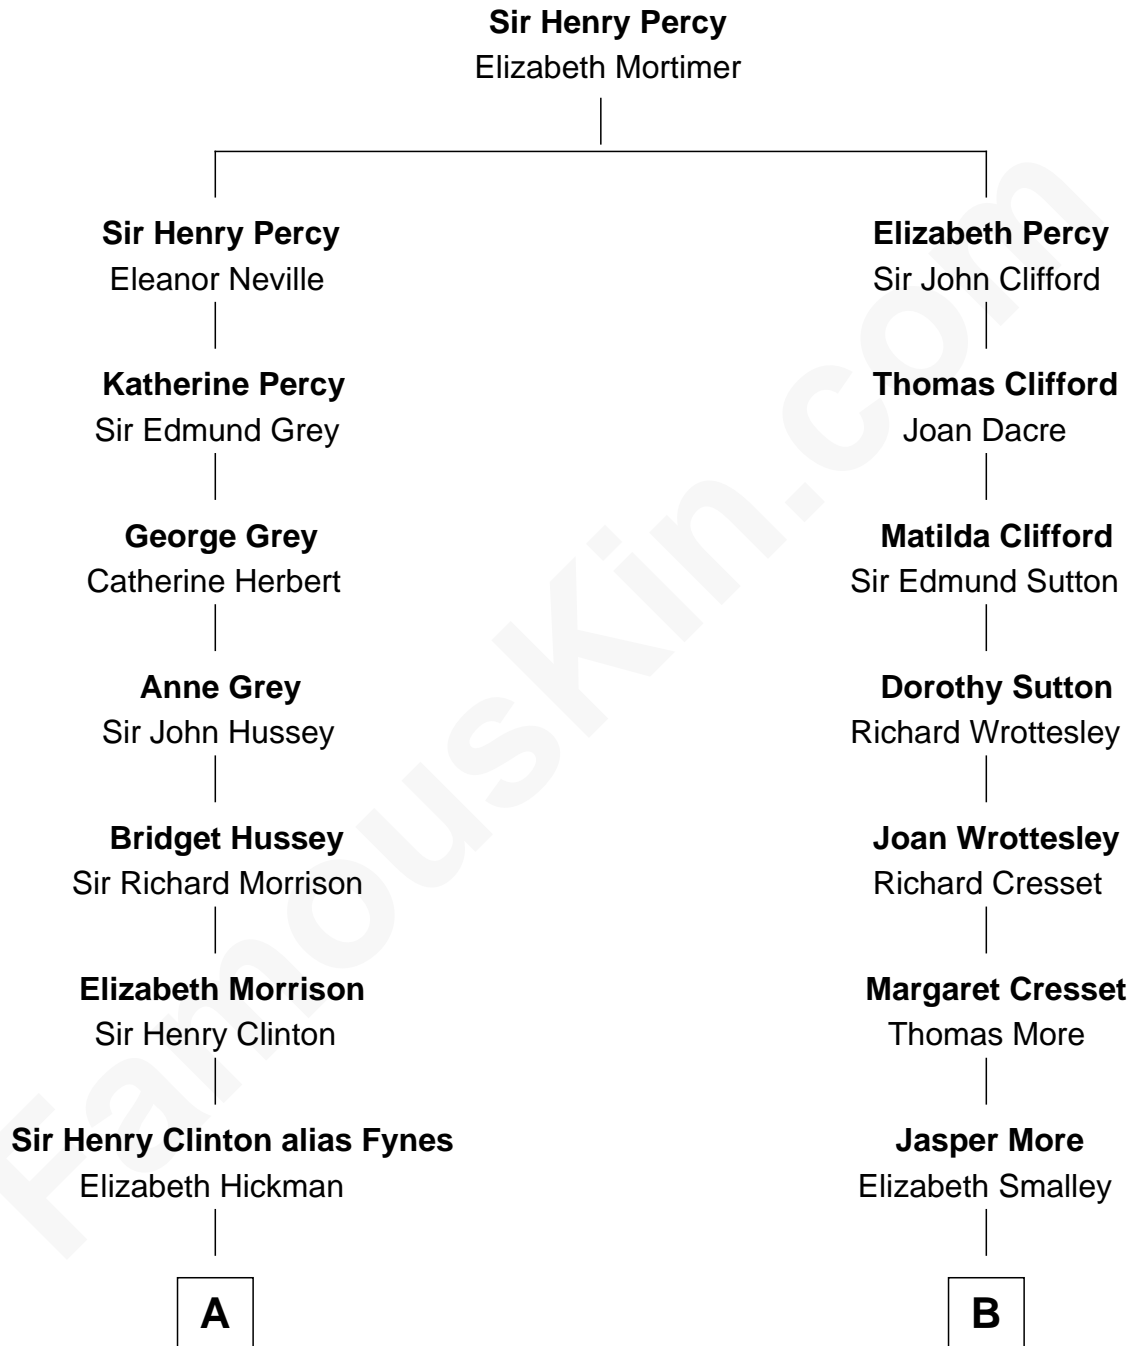 Sir Henry Percy
Elizabeth Mortimer
Sir Henry Percy
Eleanor Neville
Elizabeth Percy
Sir John Clifford
Katherine Percy
Sir Edmund Grey
Thomas Clifford
Joan Dacre
George Grey
Catherine Herbert
Matilda Clifford
Sir Edmund Sutton
Anne Grey
Sir John Hussey
Dorothy Sutton
Richard Wrottesley
Bridget Hussey
Sir Richard Morrison
Joan Wrottesley
Richard Cresset
Elizabeth Morrison
Sir Henry Clinton
Margaret Cresset
Thomas More
Sir Henry Clinton alias Fynes
Elizabeth Hickman
Jasper More
Elizabeth Smalley
A
B
FamousKin.com